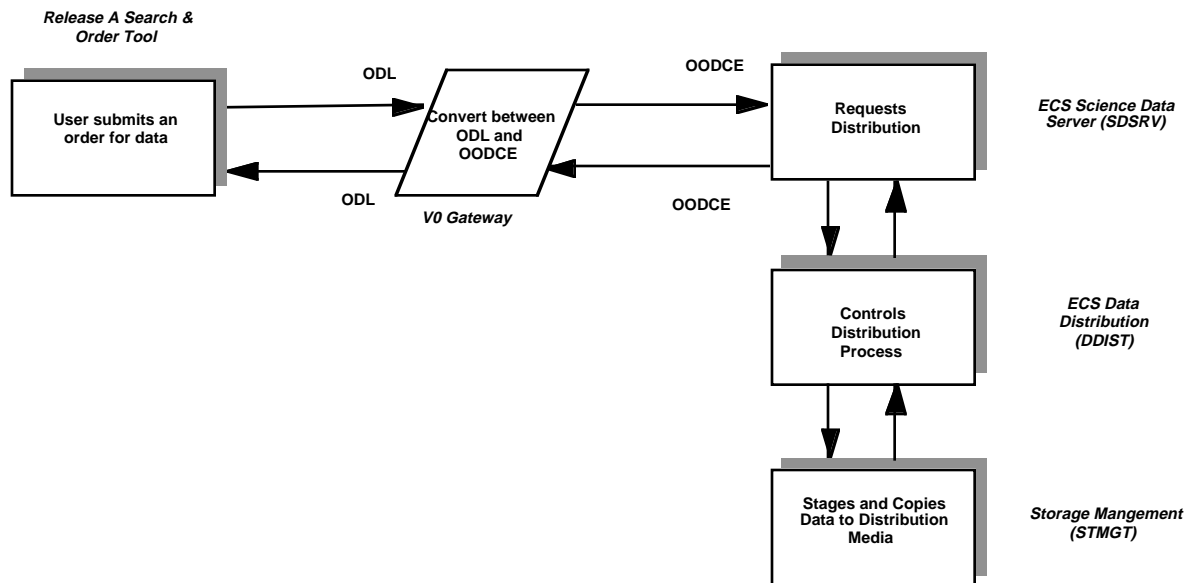 Release A Search &
Order Tool
User submits an
order for data
ODL
ODL
Convert between
ODL and
OODCE
V0 Gateway
OODCE
OODCE
Requests
Distribution
ECS Science Data
Server (SDSRV)
Controls
Distribution
Process
ECS Data
Distribution
(DDIST)
Stages and Copies
Data to Distribution
Media
Storage Mangement
(STMGT)